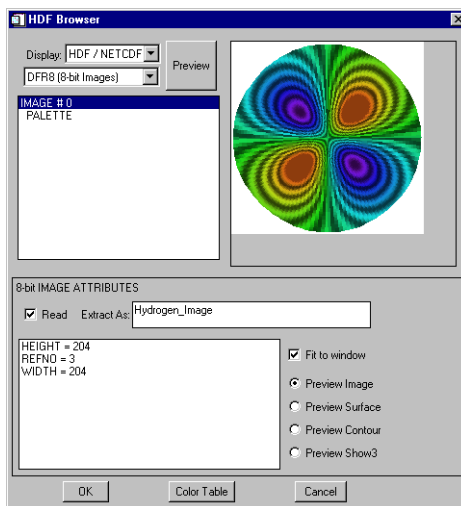 HDF Browser
Display: HDF / NETCDF
DFR8 (8-bit Images)
Preview
IMAGE # 0
PALETTE
8-bit IMAGE ATTRIBUTES
Read Extract As: Hydrogen_Image
HEIGHT = 204
REFNO = 3
WIDTH = 204
Fit to window
Preview Image
Preview Surface
Preview Contour
Preview Show3
OK Color Table Cancel